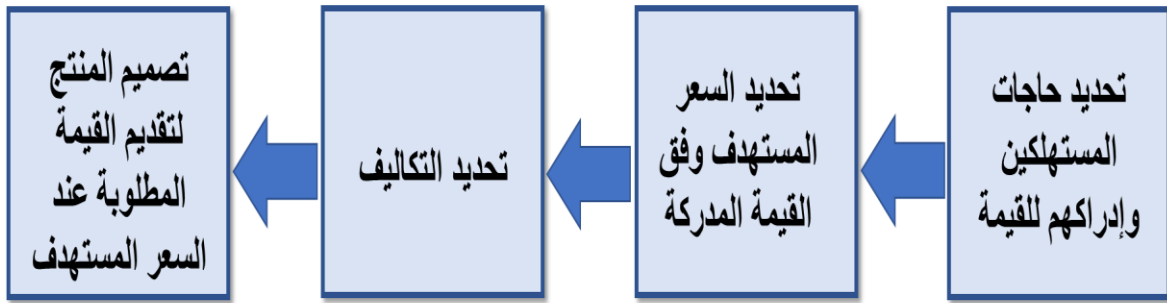 تحديد حاجات
المستهلكين
وإدراكهم للقيمة
تحديد السعر
المستهدف وفق
القيمة المدركة
تحديد التكاليف
تصميم المنتج
لتقديم القيمة
المطلوبة عند
السعر المستهدف